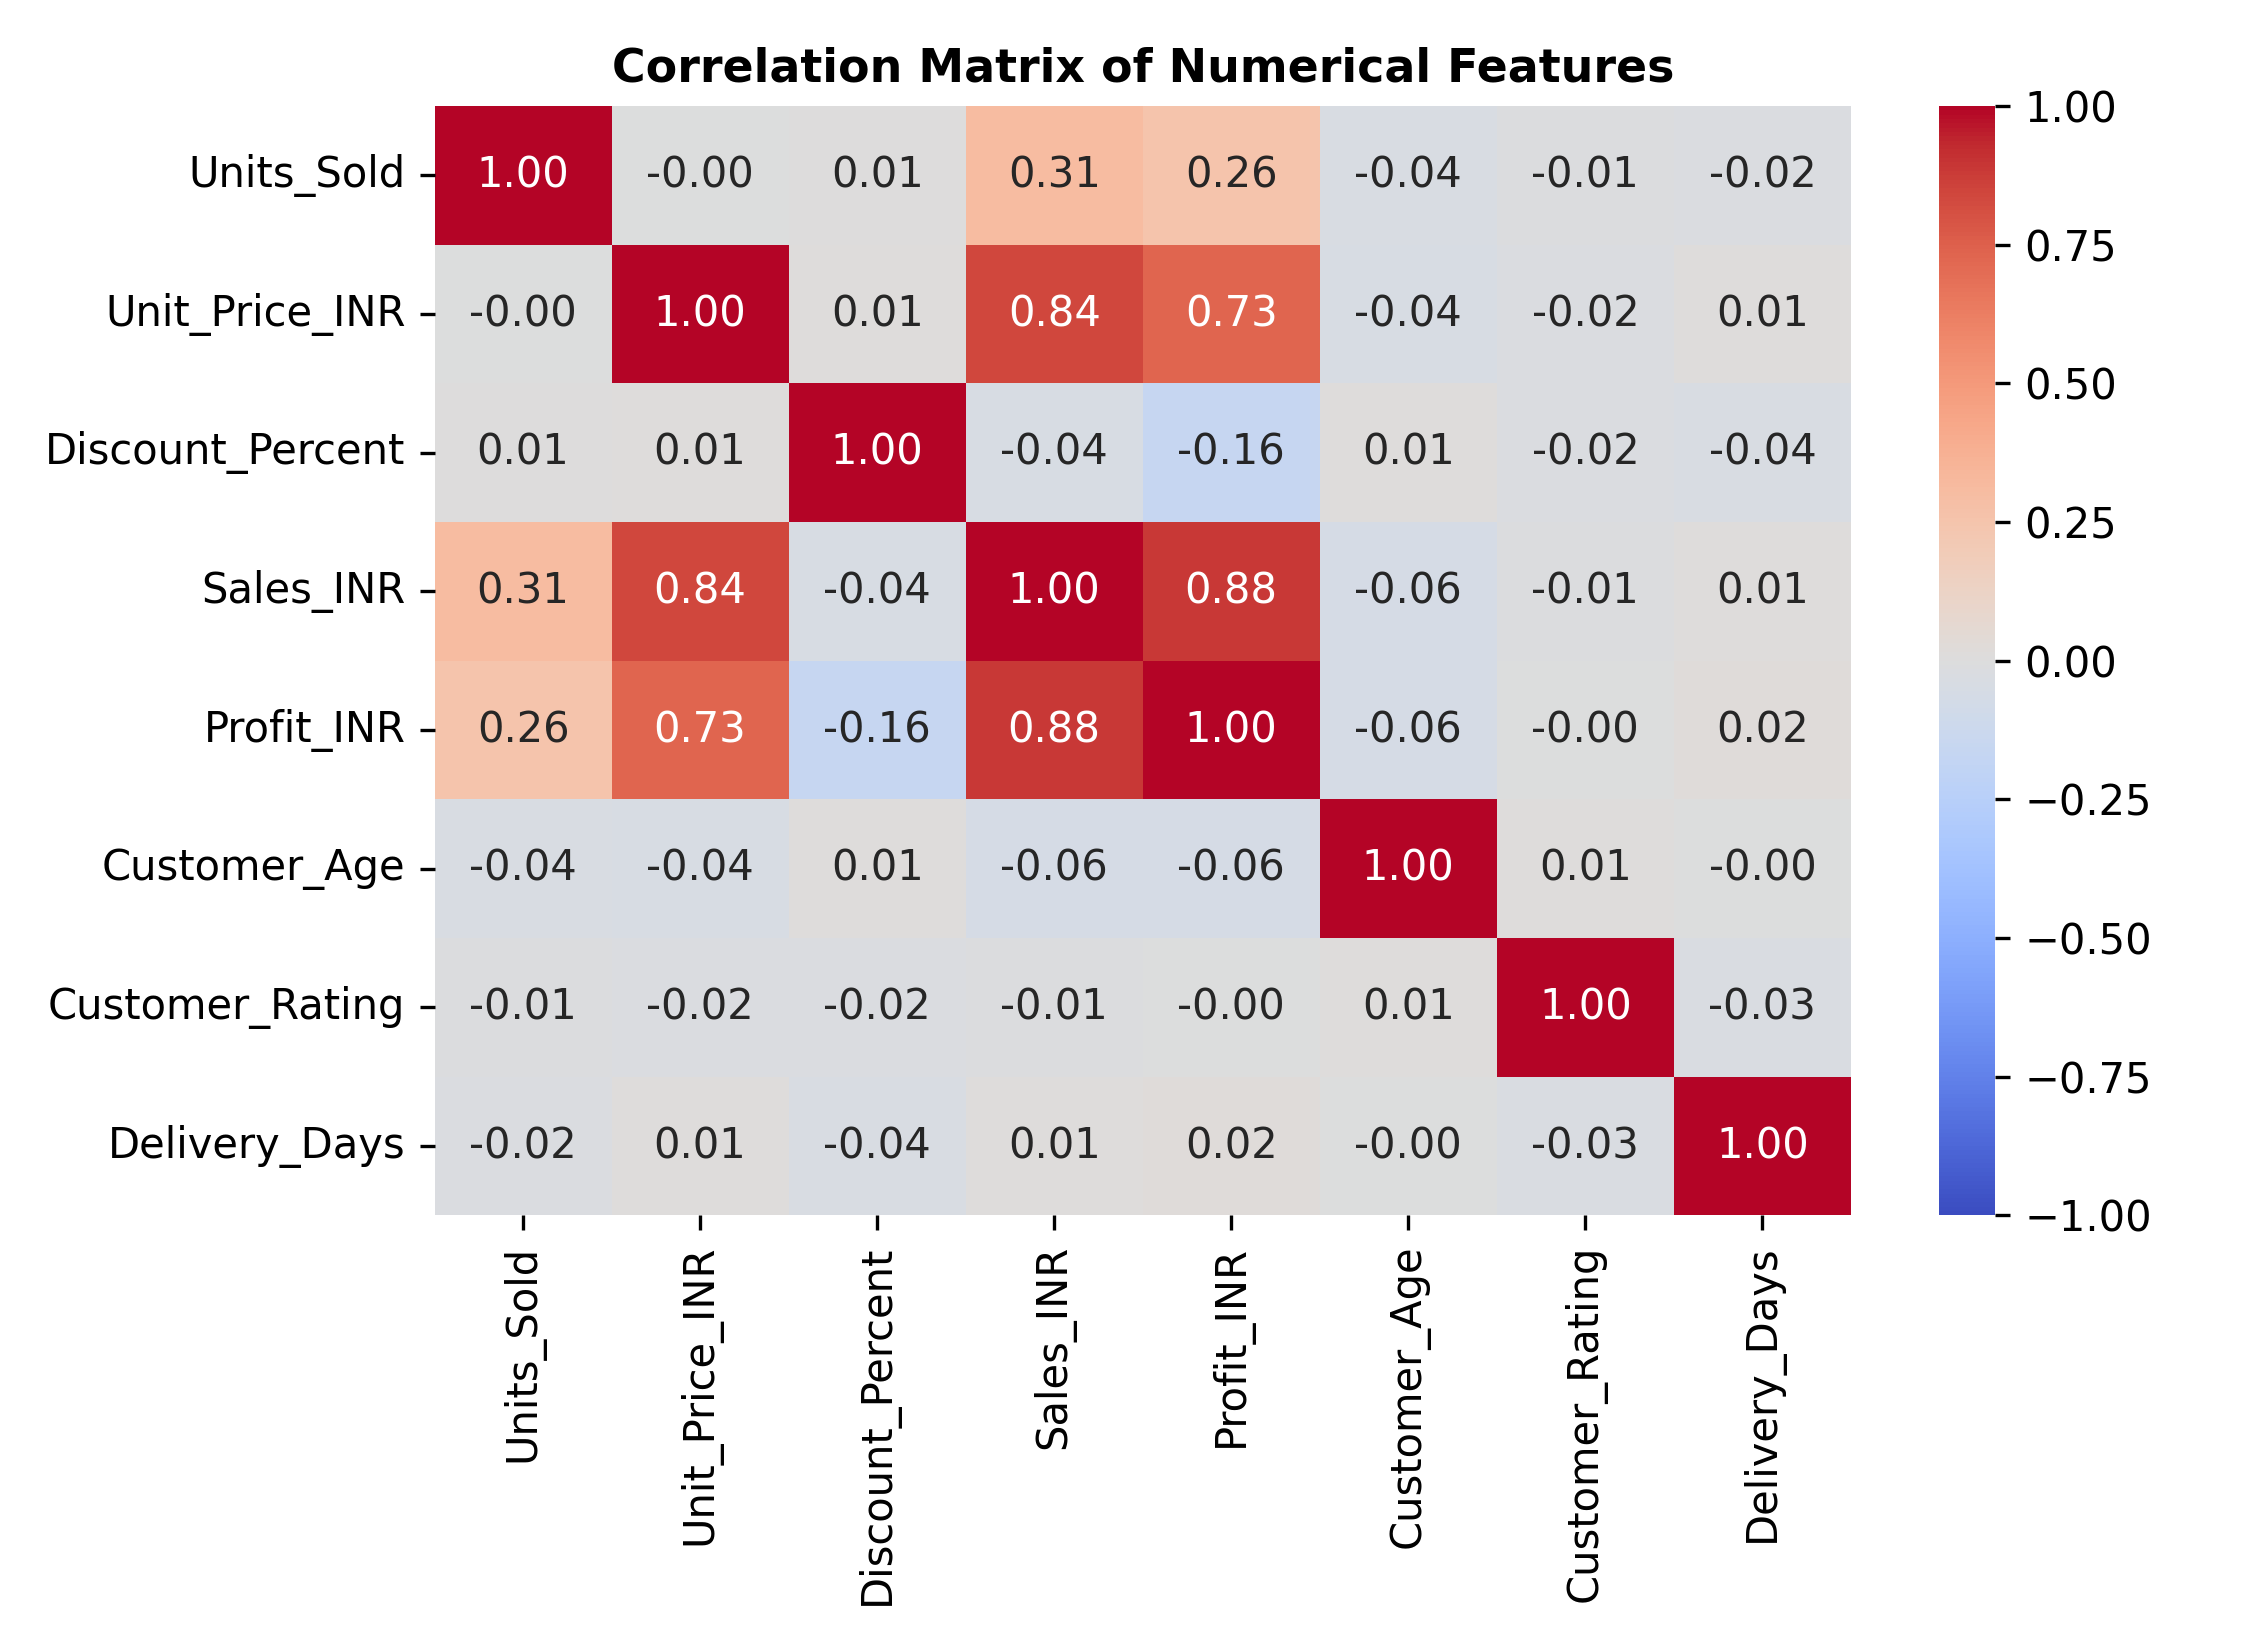 Correlation Matrix of Numerical Features
Units_Sold 1.00 -0.00 0.01 0.31 0.26 -0.04 -0.01 -0.02
Unit_Price_INR -0.00 1.00 0.01 0.84 0.73 -0.04 -0.02 0.01
Discount_Percent 0.01 0.01 1.00 -0.04 -0.16 0.01 -0.02 -0.04
Sales_INR 0.31 0.84 -0.04 1.00 0.88 -0.06 -0.01 0.01
Profit_INR 0.26 0.73 -0.16 0.88 1.00 -0.06 -0.00 0.02
Customer_Age -0.04 -0.04 0.01 -0.06 -0.06 1.00 0.01 -0.00
Customer_Rating -0.01 -0.02 -0.02 -0.01 -0.00 0.01 1.00 -0.03
Delivery_Days -0.02 0.01 -0.04 0.01 0.02 -0.00 -0.03 1.00
Units_Sold
Unit_Price_INR
Discount_Percent
Sales_INR
Profit_INR
Customer_Age
Customer_Rating
Delivery_Days
1.00
0.75
0.50
0.25
0.00
−0.25
−0.50
−0.75
−1.00